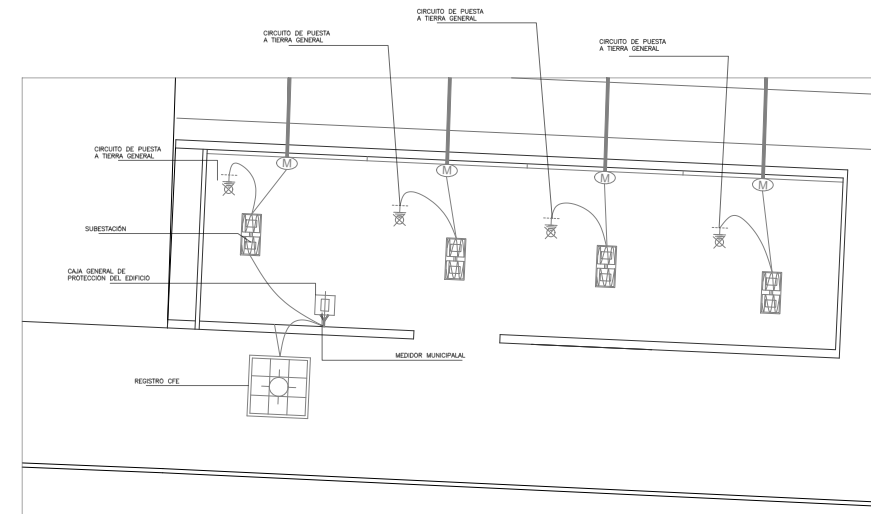 CIRCUITO DE PUESTA
A TIERRA GENERAL
CIRCUITO DE PUESTA
A TIERRA GENERAL
CIRCUITO DE PUESTA
A TIERRA GENERAL
CIRCUITO DE PUESTA
A TIERRA GENERAL
M
M
M
M
SUBESTACIÓN
CAJA GENERAL DE
PROTECCION DEL EDIFICIÓ
MEDIDOR MUNICIPALAL
REGISTRO CFE